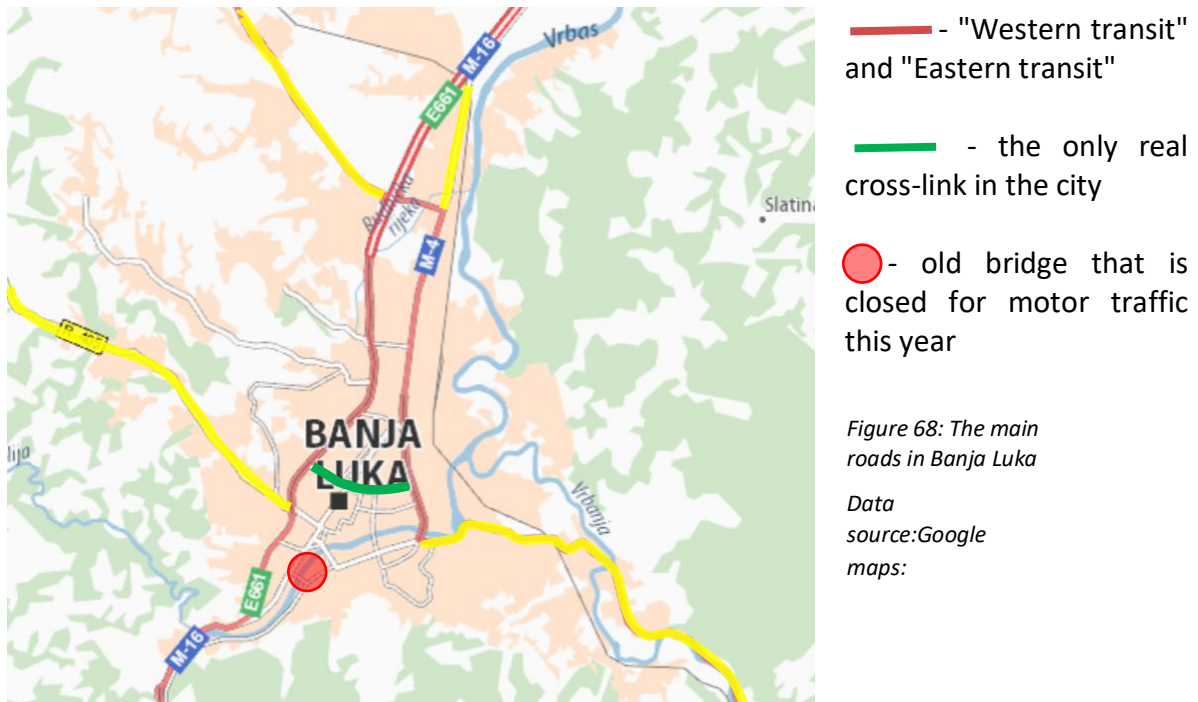 Vrbas
M-16
E661
Rudnička
rijeka
Slatina
M-4
BANJA
LUKA
lija
Vrbanja
E661
M-16
- "Western transit"
and "Eastern transit"
- the only real
cross-link in the city
- old bridge that is
closed for motor traffic
this year
Figure 68: The main
roads in Banja Luka
Data
source:Google
maps: